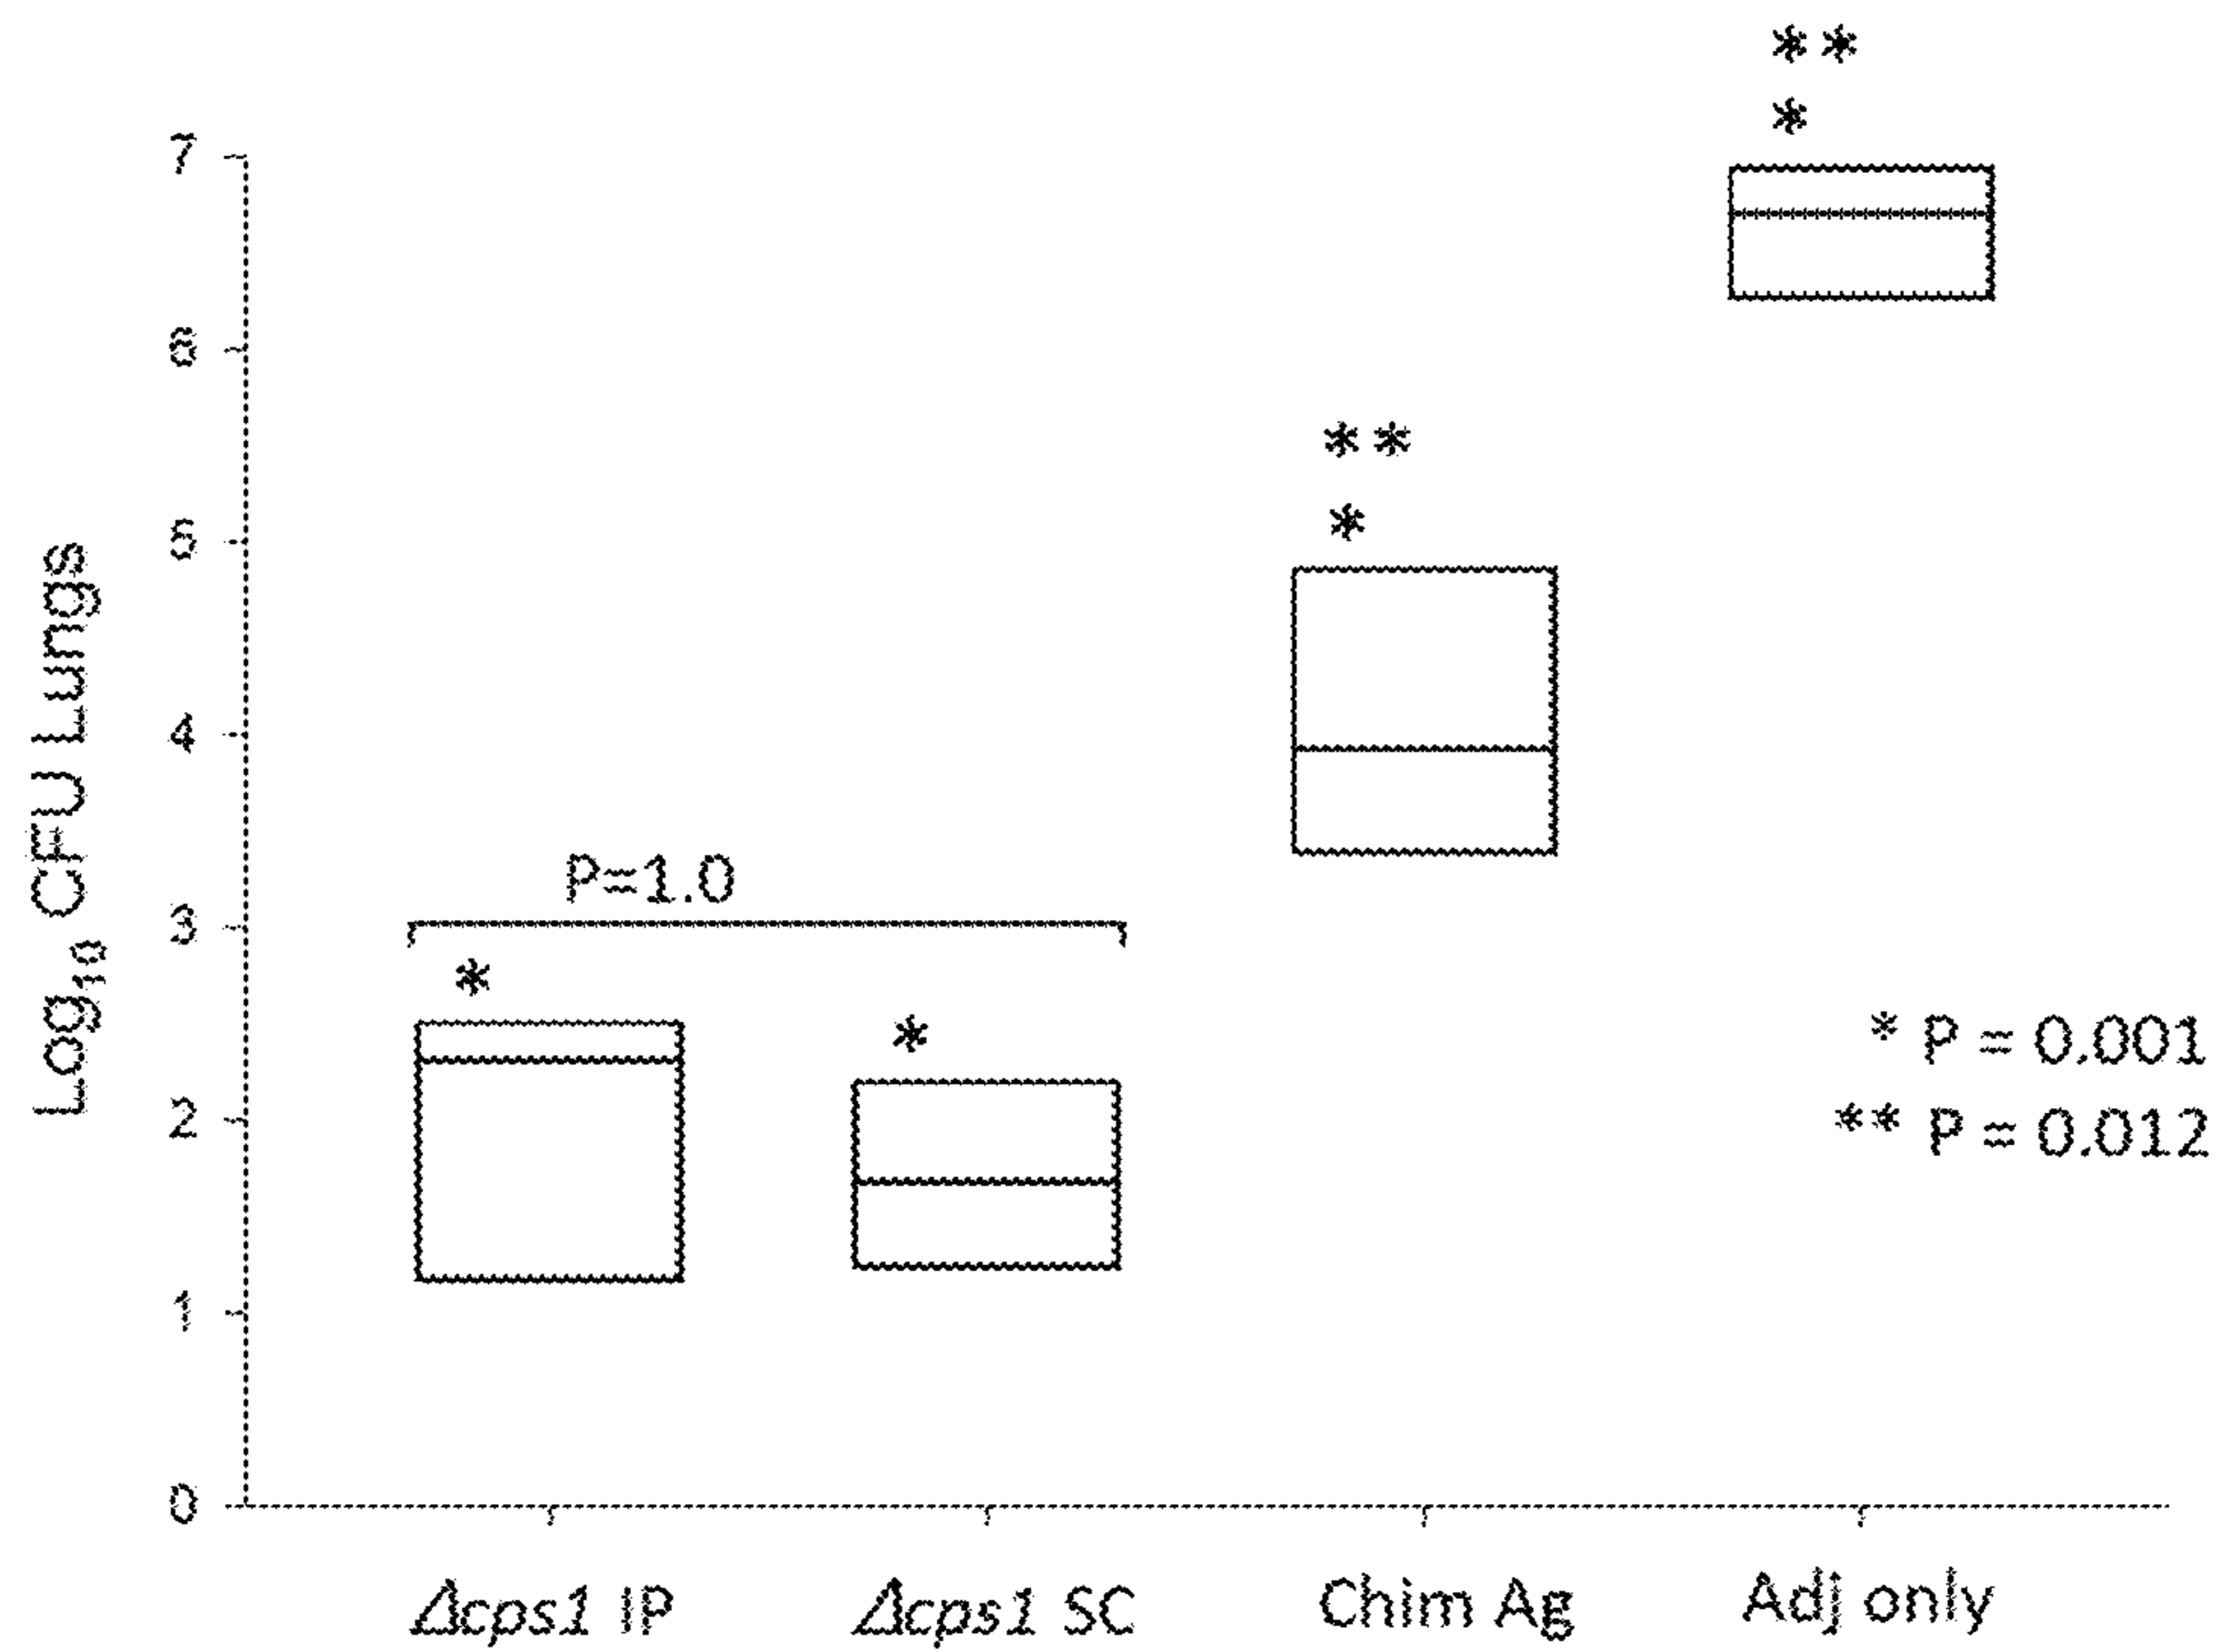 **
*
7
6
5
4
3
2
1
0
Log10 CFU Lungs
**
*
P=1.0
*
*
* P = 0.001
** P = 0.012
Δcps1 IP
Δcps1 SC
Chim Ag
Adj only